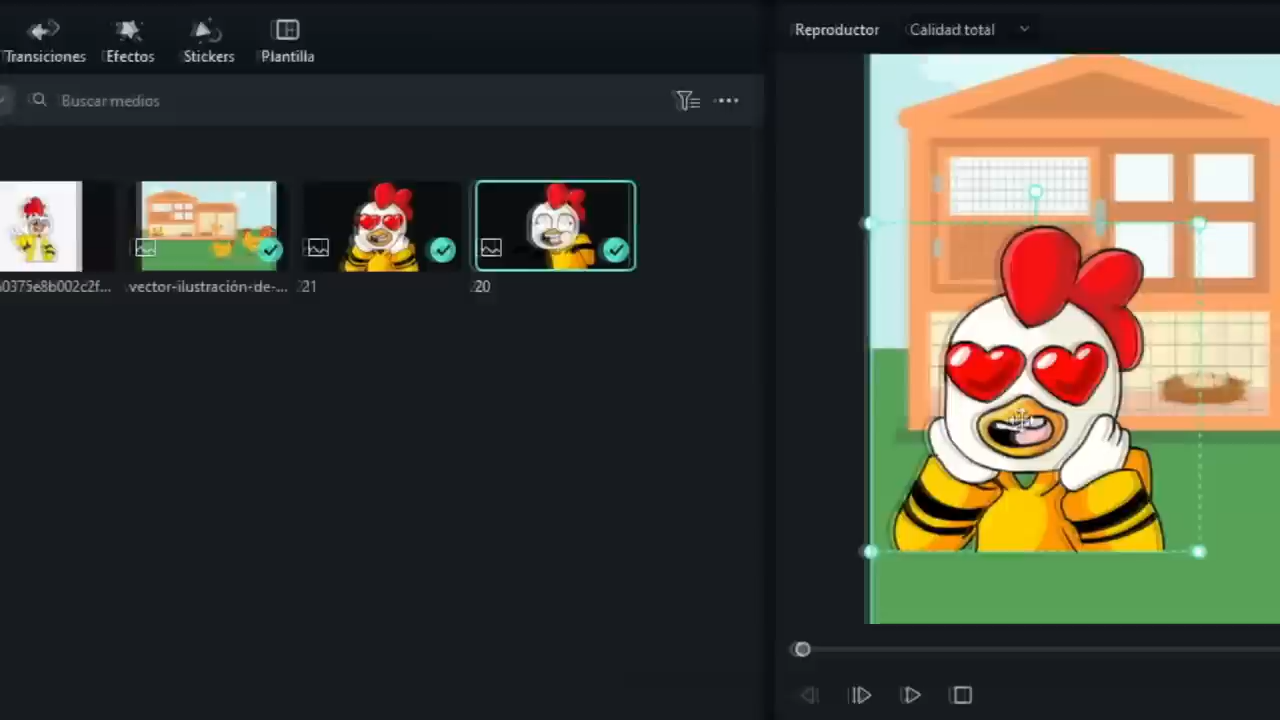 Transiciones Efectos Stickers Plantilla
Reproductor Calidad total
Buscar medios
vector-ilustración-de-... 21 20